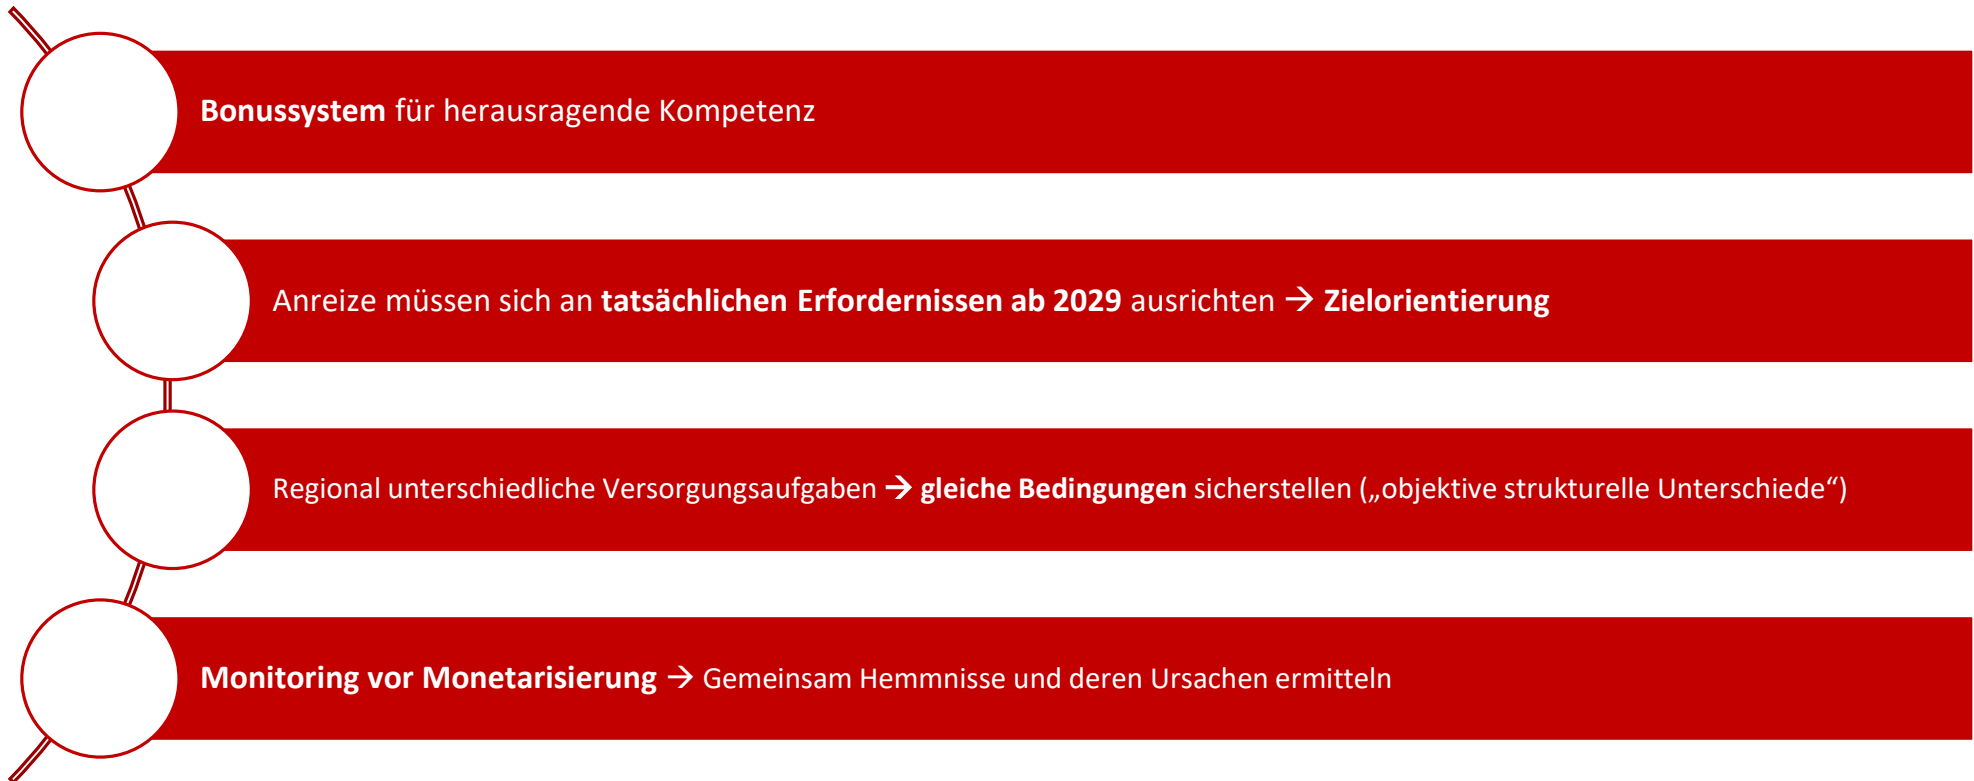 Bonussystem für herausragende Kompetenz
Anreize müssen sich an tatsächlichen Erfordernissen ab 2029 ausrichten → Zielorientierung
Regional unterschiedliche Versorgungsaufgaben → gleiche Bedingungen sicherstellen („objektive strukturelle Unterschiede“)
Monitoring vor Monetarisierung → Gemeinsam Hemmnisse und deren Ursachen ermitteln